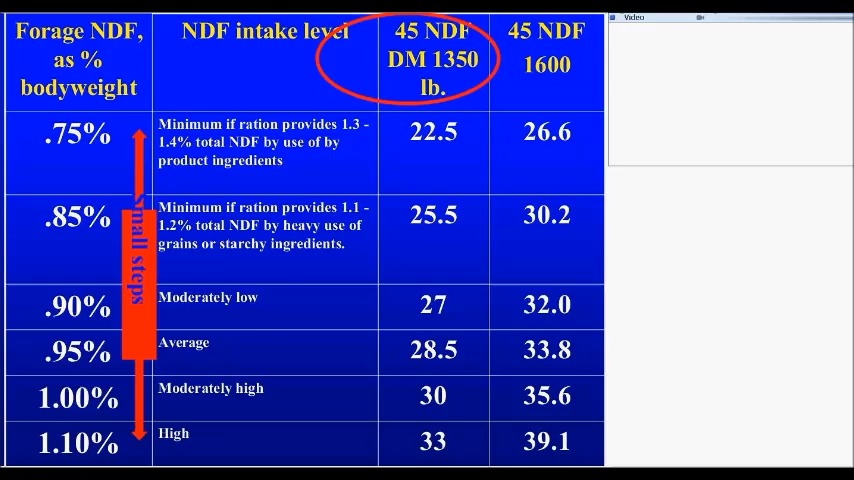 Forage NDF,
as %
bodyweight
NDF intake level
45 NDF
DM 1350
lb.
45 NDF
1600
.75%
Minimum if ration provides 1.3 -
1.4% total NDF by use of by
product ingredients
22.5
26.6
.85%
Minimum if ration provides 1.1 -
1.2% total NDF by heavy use of
grains or starchy ingredients.
25.5
30.2
Small steps
.90%
Moderately low
27
32.0
.95%
Average
28.5
33.8
1.00%
Moderately high
30
35.6
1.10%
High
33
39.1
Video